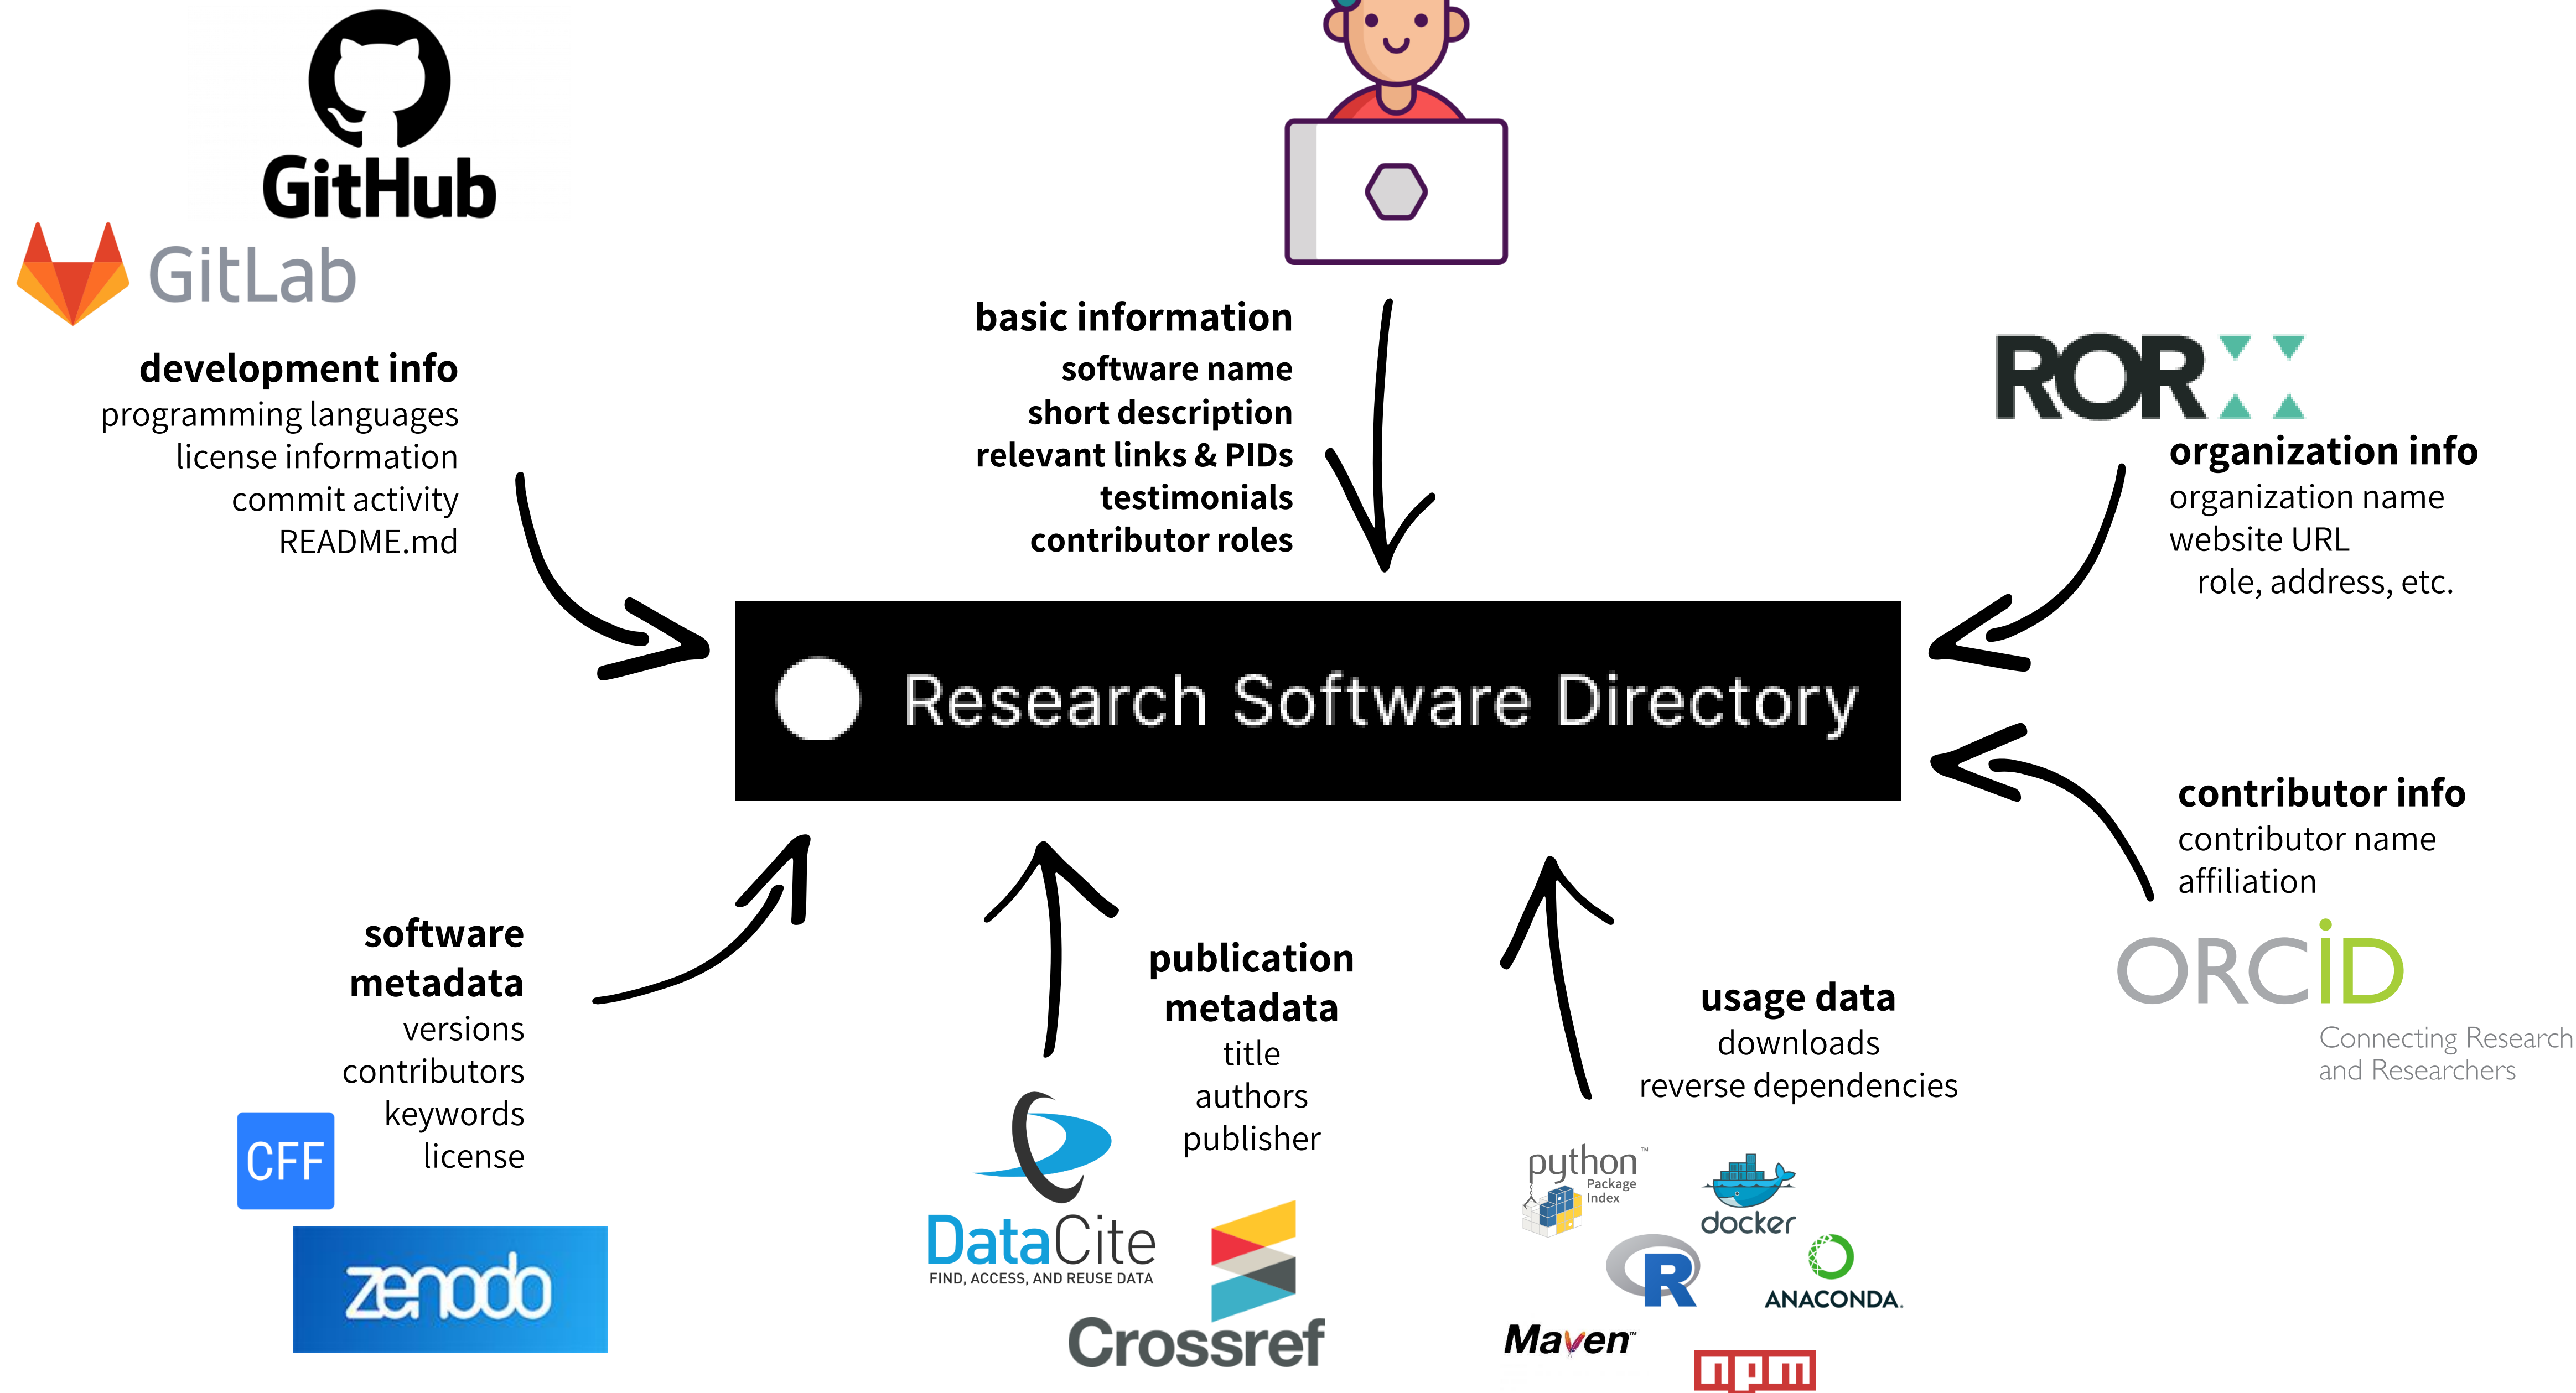 GitHub
GitLab
development info
programming languages
license information
commit activity
README.md
basic information
software name
short description
relevant links & PIDs
testimonials
contributor roles
ROR
organization info
organization name
website URL
role, address, etc.
Research Software Directory
contributor info
contributor name
affiliation
ORCiD
Connecting Research
and Researchers
software
metadata
versions
contributors
keywords
license
CFF
zenodo
publication
metadata
title
authors
publisher
DataCite
FIND, ACCESS, AND REUSE DATA
Crossref
usage data
downloads
reverse dependencies
python™
Package
Index
docker
R
ANACONDA.
Maven™
npm